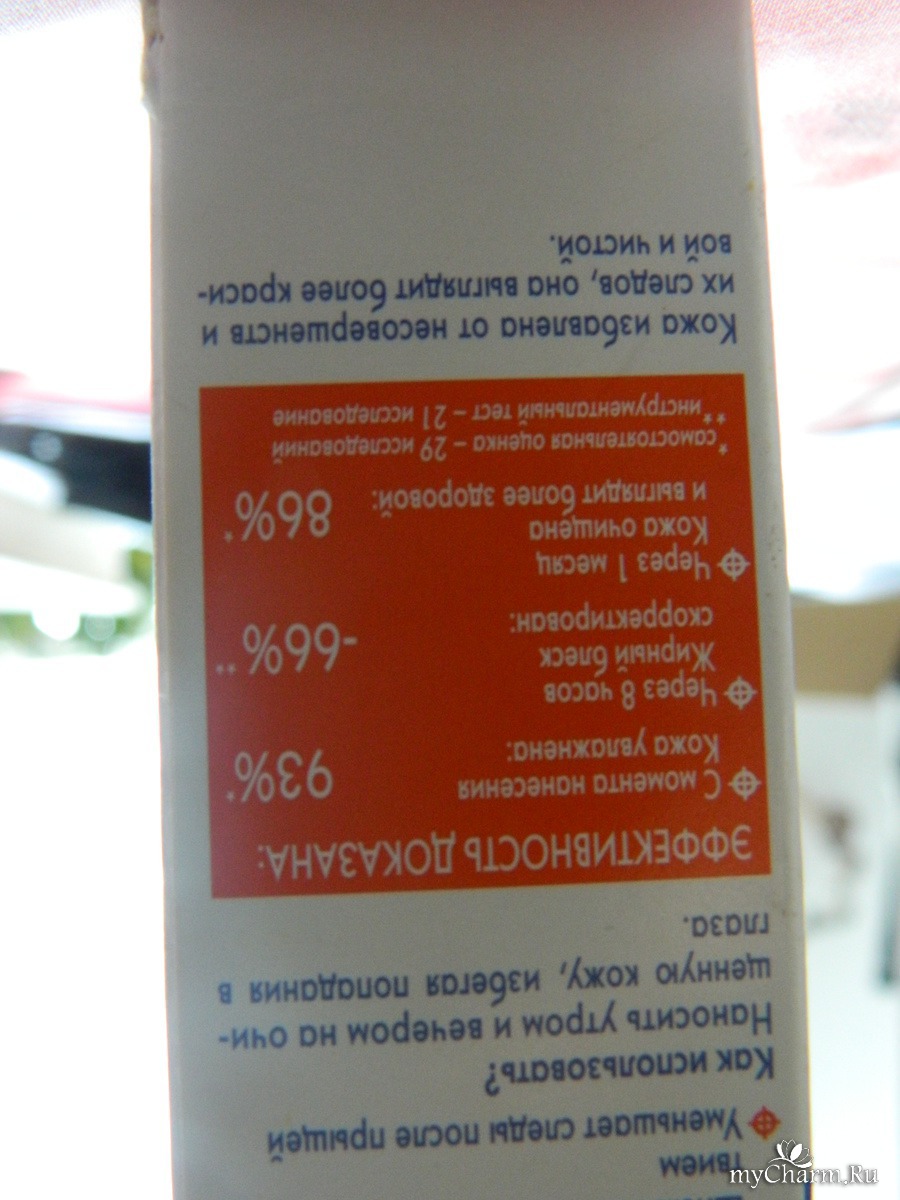 твием
Уменьшает следы после прыщей
Как использовать?
Наносить утром и вечером на очи-
щенную кожу, избегая попадания в
глаза.
ЭФФЕКТИВНОСТЬ ДОКАЗАНА:
С момента нанесения
Кожа увлажнена: 93%*
Через 8 часов
Жирный блеск
скорректирован: -66%**
Через 1 месяц
Кожа очищена
и выглядит более здоровой: 86%*
*самостоятельная оценка – 29 исследований
**инструментальный тест – 21 исследование
Кожа избавлена от несовершенств и
их следов, она выглядит более краси-
вой и чистой.
myCharm.Ru